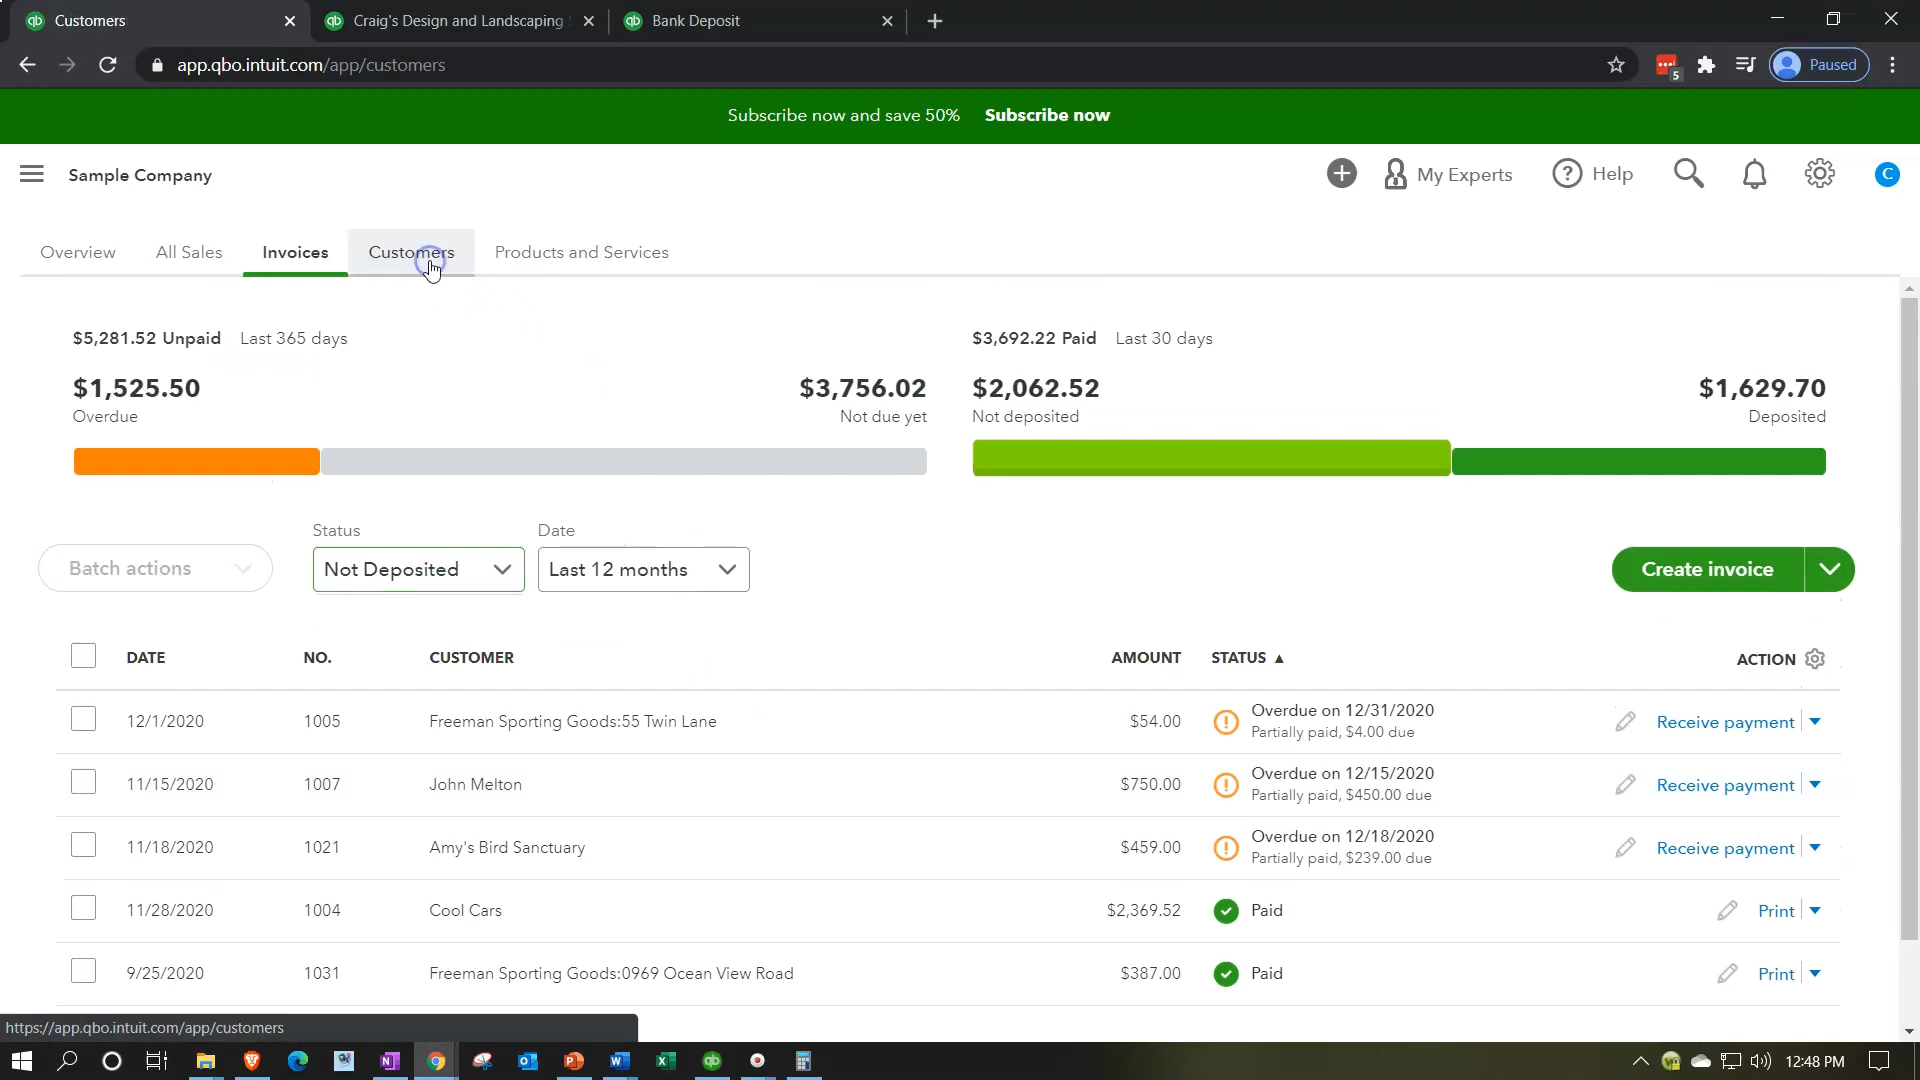 Customers
Craig's Design and Landscaping
Bank Deposit
app.qbo.intuit.com/app/customers
5
Paused
Subscribe now and save 50% Subscribe now
Sample Company
My Experts
Help
C
Overview
All Sales
Invoices
Customers
Products and Services
$5,281.52 Unpaid Last 365 days
$3,692.22 Paid Last 30 days
$1,525.50
$3,756.02
$2,062.52
$1,629.70
Overdue
Not due yet
Not deposited
Deposited
Status
Date
Batch actions
Not Deposited
Last 12 months
Create invoice
DATE NO. CUSTOMER AMOUNT STATUS ▲ ACTION
12/1/2020 1005 Freeman Sporting Goods:55 Twin Lane $54.00 Overdue on 12/31/2020 Receive payment
Partially paid, $4.00 due
11/15/2020 1007 John Melton $750.00 Overdue on 12/15/2020 Receive payment
Partially paid, $450.00 due
11/18/2020 1021 Amy's Bird Sanctuary $459.00 Overdue on 12/18/2020 Receive payment
Partially paid, $239.00 due
11/28/2020 1004 Cool Cars $2,369.52 Paid Print
9/25/2020 1031 Freeman Sporting Goods:0969 Ocean View Road $387.00 Paid Print
https://app.qbo.intuit.com/app/customers
12:48 PM